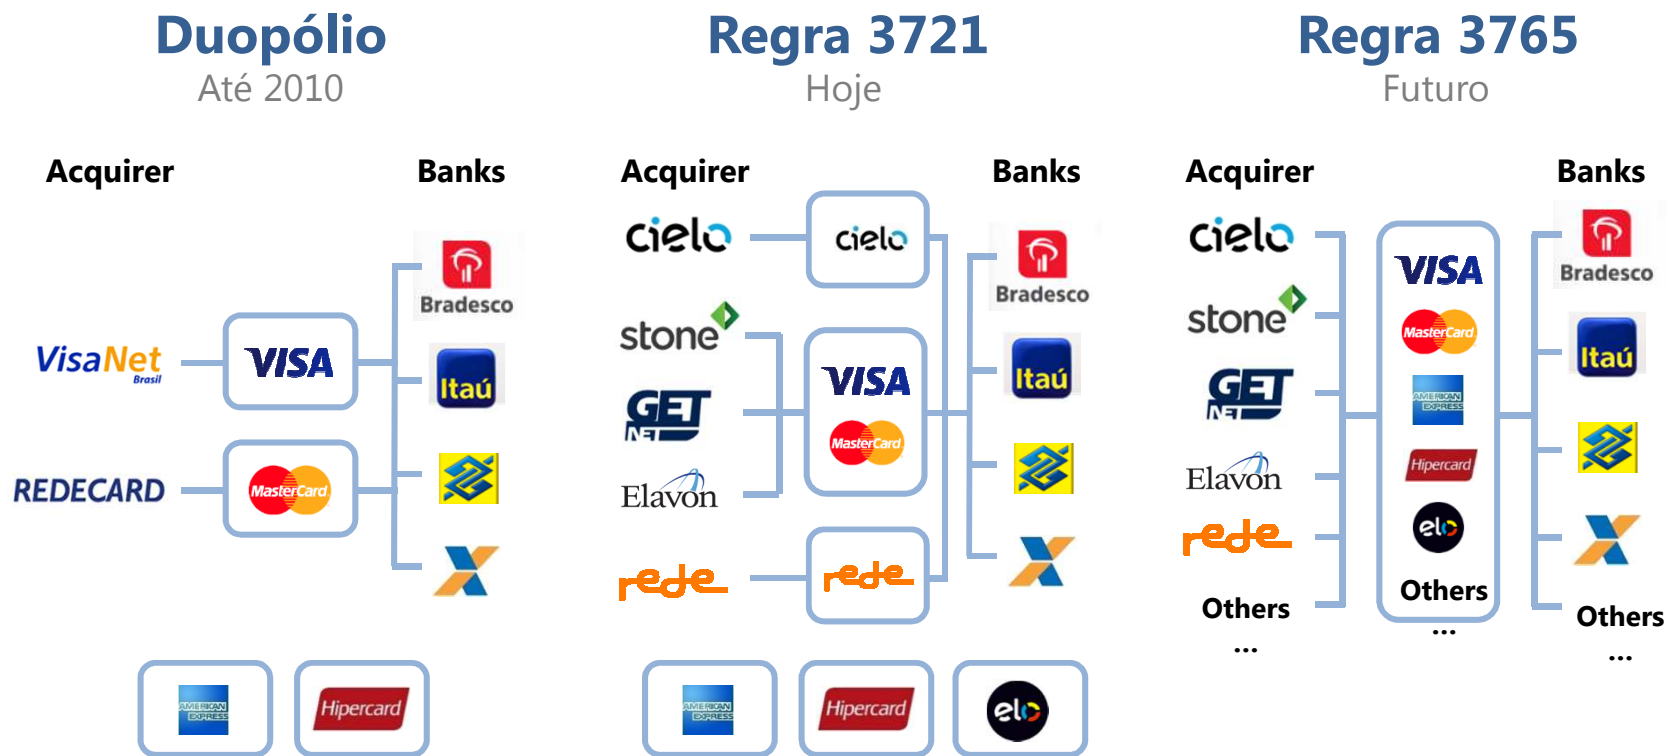 Duopólio
Até 2010
Acquirer
Banks
VisaNet
Brasil
VISA
REDECARD
MasterCard
Bradesco
Itaú
AMERICAN
EXPRESS
Hipercard
Regra 3721
Hoje
Acquirer
Banks
cielo
cielo
stone
GET
NET
Elavon
VISA
MasterCard
rede
rede
Bradesco
Itaú
AMERICAN
EXPRESS
Hipercard
elo
Regra 3765
Futuro
Acquirer
Banks
cielo
stone
GET
NET
Elavon
rede
Others
...
VISA
MasterCard
AMERICAN
EXPRESS
Hipercard
elo
Others
...
Bradesco
Itaú
Others
...